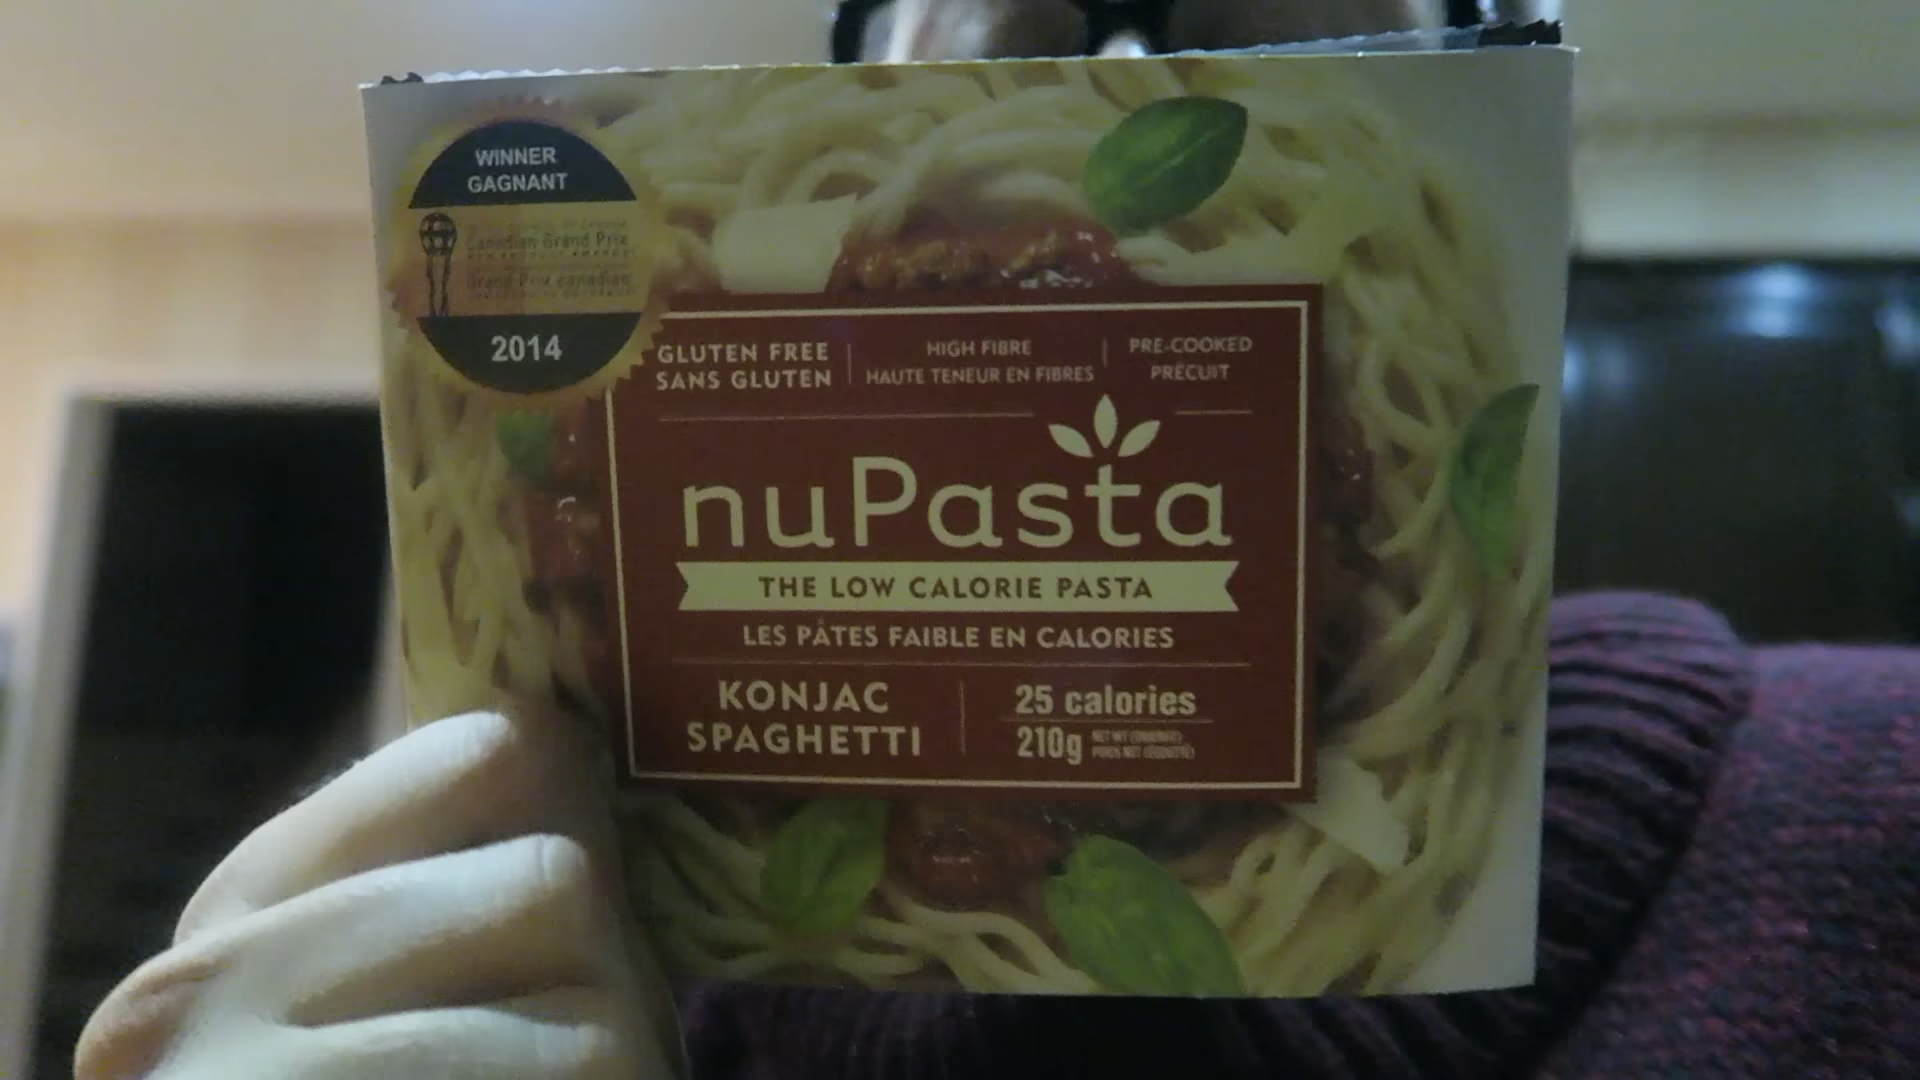 WINNER
GAGNANT
Canadian Grand Prix
Grand Prix canadien
2014
GLUTEN FREE
SANS GLUTEN
HIGH FIBRE
HAUTE TENEUR EN FIBRES
PRE-COOKED
PRÉCUIT
nuPasta
THE LOW CALORIE PASTA
LES PÂTES FAIBLE EN CALORIES
KONJAC
SPAGHETTI
25 calories
210g
NET WT
POIDS NET